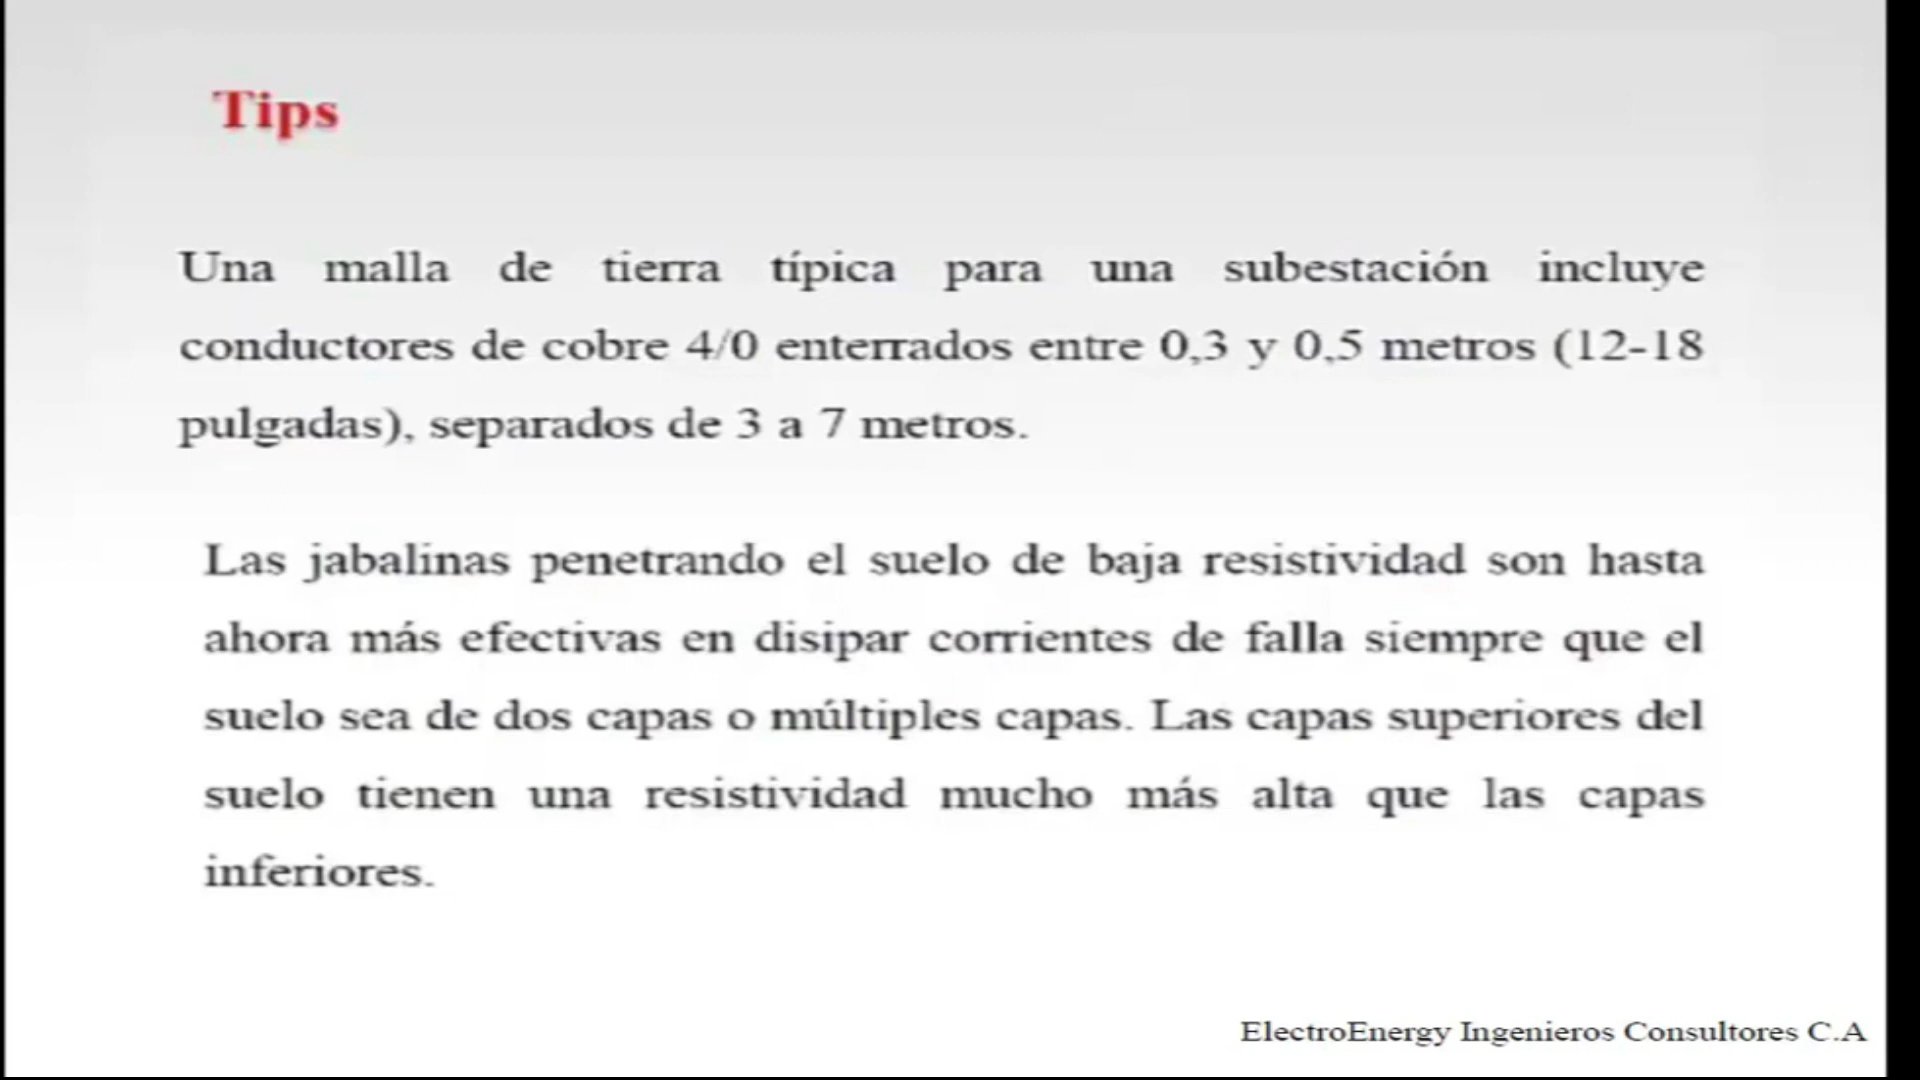 Tips
Una malla de tierra típica para una subestación incluye
conductores de cobre 4/0 enterrados entre 0,3 y 0,5 metros (12-18
pulgadas), separados de 3 a 7 metros.
Las jabalinas penetrando el suelo de baja resistividad son hasta
ahora más efectivas en disipar corrientes de falla siempre que el
suelo sea de dos capas o múltiples capas. Las capas superiores del
suelo tienen una resistividad mucho más alta que las capas
inferiores.
ElectroEnergy Ingenieros Consultores C.A